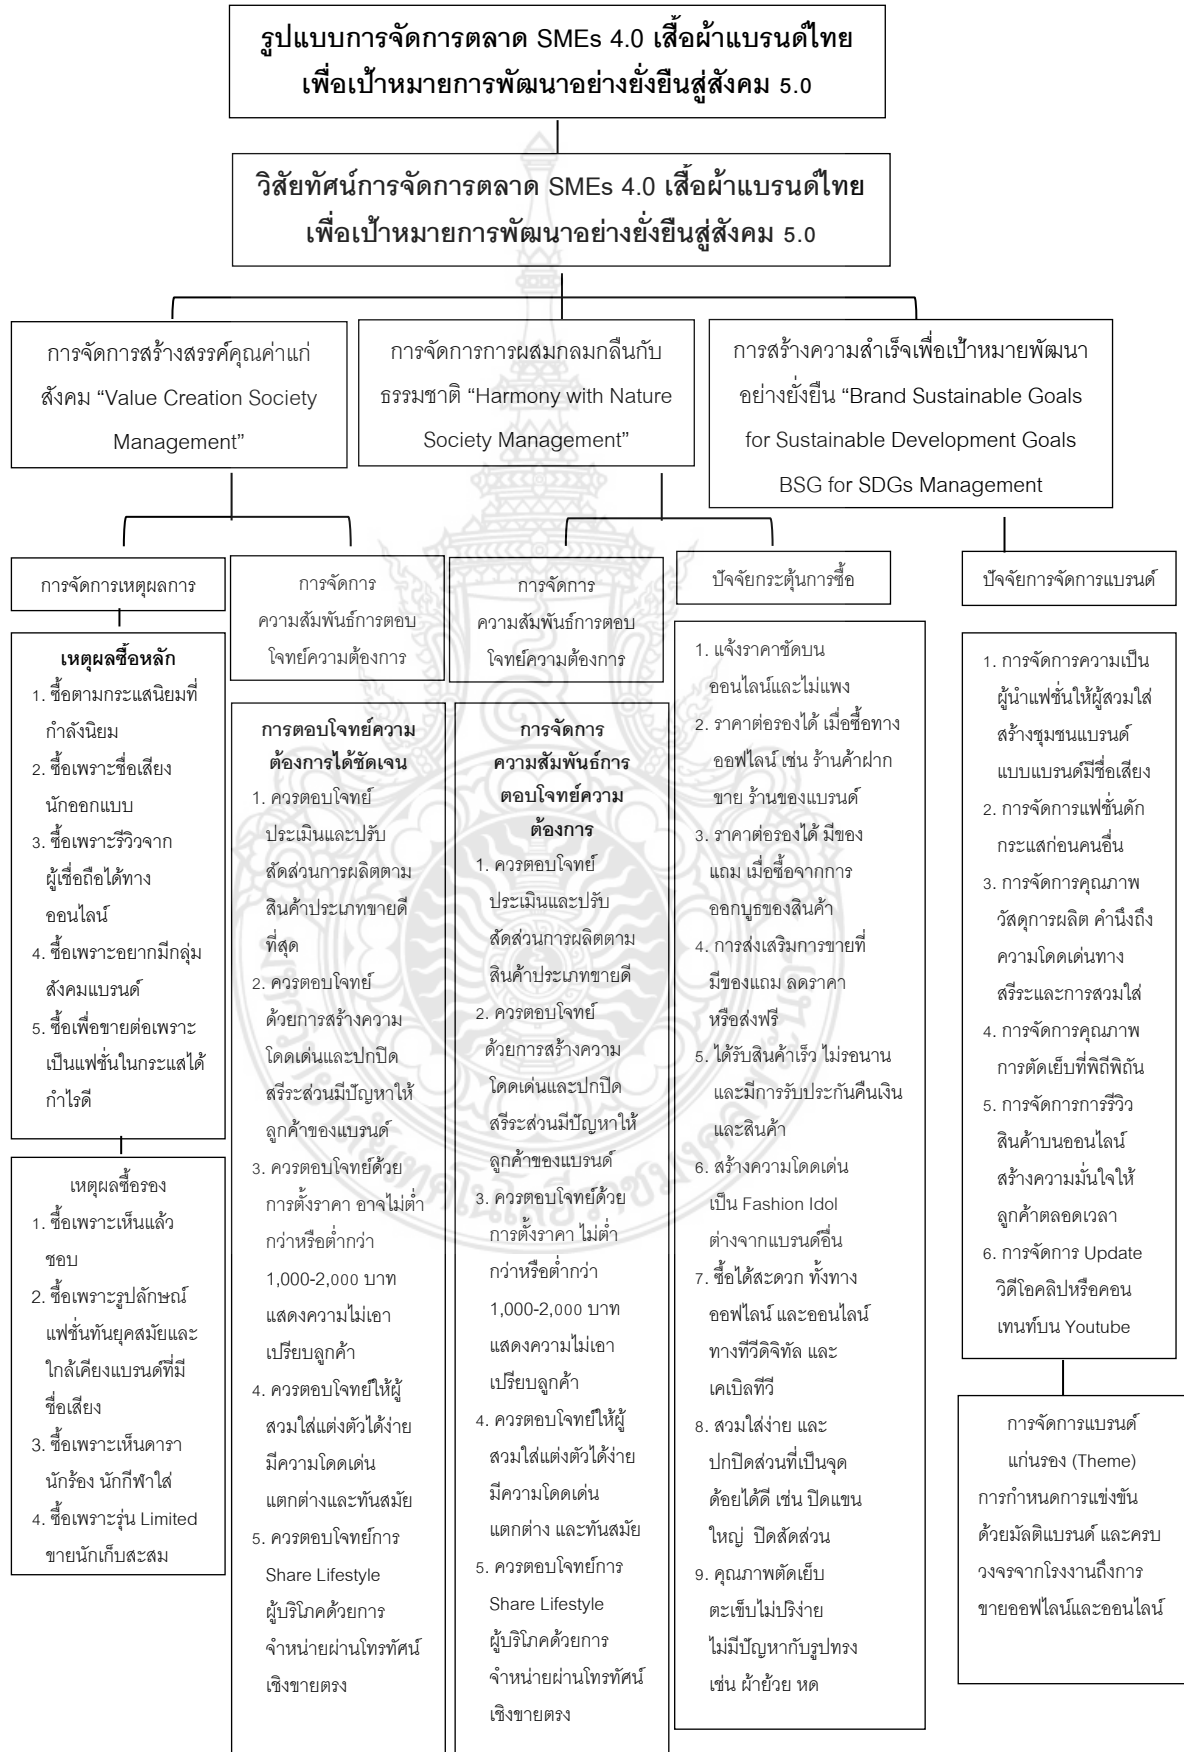 รูปแบบการจัดการตลาด SMEs 4.0 เสื้อผ้าแบรนด์ไทย
เพื่อเป้าหมายการพัฒนาอย่างยั่งยืนสู่สังคม 5.0
วิสัยทัศน์การจัดการตลาด SMEs 4.0 เสื้อผ้าแบรนด์ไทย
เพื่อเป้าหมายการพัฒนาอย่างยั่งยืนสู่สังคม 5.0
การจัดการสร้างสรรค์คุณค่าแก่
สังคม “Value Creation Society
Management”
การจัดการการผสมกลมกลืนกับ
ธรรมชาติ “Harmony with Nature
Society Management”
การสร้างความสำเร็จเพื่อเป้าหมายพัฒนา
อย่างยั่งยืน “Brand Sustainable Goals
for Sustainable Development Goals
BSG for SDGs Management
การจัดการเหตุผลการ
เหตุผลซื้อหลัก
1. ซื้อตามกระแสนิยมที่
กำลังนิยม
2. ซื้อเพราะชื่อเสียง
นักออกแบบ
3. ซื้อเพราะรีวิวจาก
ผู้เชื่อถือได้ทาง
ออนไลน์
4. ซื้อเพราะอยากมีกลุ่ม
สังคมแบรนด์
5. ซื้อเพื่อขายต่อเพราะ
เป็นแฟชั่นในกระแสได้
กำไรดี
เหตุผลซื้อรอง
1. ซื้อเพราะเห็นแล้ว
ชอบ
2. ซื้อเพราะรูปลักษณ์
แฟชั่นทันยุคสมัยและ
ใกล้เคียงแบรนด์ที่มี
ชื่อเสียง
3. ซื้อเพราะเห็นดารา
นักร้อง นักกีฬาใส่
4. ซื้อเพราะรุ่น Limited
ขายนักเก็บสะสม
การจัดการ
ความสัมพันธ์การตอบ
โจทย์ความต้องการ
การตอบโจทย์ความ
ต้องการได้ชัดเจน
1. ควรตอบโจทย์
ประเมินและปรับ
สัดส่วนการผลิตตาม
สินค้าประเภทขายดี
ที่สุด
2. ควรตอบโจทย์
ด้วยการสร้างความ
โดดเด่นและปกปิด
สรีระส่วนมีปัญหาให้
ลูกค้าของแบรนด์
3. ควรตอบโจทย์ด้วย
การตั้งราคา อาจไม่ต่ำ
กว่าหรือต่ำกว่า
1,000-2,000 บาท
แสดงความไม่เอา
เปรียบลูกค้า
4. ควรตอบโจทย์ให้ผู้
สวมใส่แต่งตัวได้ง่าย
มีความโดดเด่น
แตกต่างและทันสมัย
5. ควรตอบโจทย์การ
Share Lifestyle
ผู้บริโภคด้วยการ
จำหน่ายผ่านโทรทัศน์
เชิงขายตรง
การจัดการ
ความสัมพันธ์การตอบ
โจทย์ความต้องการ
การจัดการ
ความสัมพันธ์การ
ตอบโจทย์ความ
ต้องการ
1. ควรตอบโจทย์
ประเมินและปรับ
สัดส่วนการผลิตตาม
สินค้าประเภทขายดี
2. ควรตอบโจทย์
ด้วยการสร้างความ
โดดเด่นและปกปิด
สรีระส่วนมีปัญหาให้
ลูกค้าของแบรนด์
3. ควรตอบโจทย์ด้วย
การตั้งราคา ไม่ต่ำ
กว่าหรือต่ำกว่า
1,000-2,000 บาท
แสดงความไม่เอา
เปรียบลูกค้า
4. ควรตอบโจทย์ให้ผู้
สวมใส่แต่งตัวได้ง่าย
มีความโดดเด่น
แตกต่าง และทันสมัย
5. ควรตอบโจทย์การ
Share Lifestyle
ผู้บริโภคด้วยการ
จำหน่ายผ่านโทรทัศน์
เชิงขายตรง
ปัจจัยกระตุ้นการซื้อ
1. แจ้งราคาชัดบน
ออนไลน์และไม่แพง
2. ราคาต่อรองได้ เมื่อซื้อทาง
ออฟไลน์ เช่น ร้านค้าฝาก
ขาย ร้านของแบรนด์
3. ราคาต่อรองได้ มีของ
แถม เมื่อซื้อจากการ
ออกบูธของสินค้า
4. การส่งเสริมการขายที่
มีของแถม ลดราคา
หรือส่งฟรี
5. ได้รับสินค้าเร็ว ไม่รอนาน
และมีการรับประกันคืนเงิน
และสินค้า
6. สร้างความโดดเด่น
เป็น Fashion Idol
ต่างจากแบรนด์อื่น
7. ซื้อได้สะดวก ทั้งทาง
ออฟไลน์ และออนไลน์
ทางทีวีดิจิทัล และ
เคเบิลทีวี
8. สวมใส่ง่าย และ
ปกปิดส่วนที่เป็นจุด
ด้อยได้ดี เช่น ปิดแขน
ใหญ่ ปิดสัดส่วน
9. คุณภาพตัดเย็บ
ตะเข็บไม่ปริง่าย
ไม่มีปัญหากับรูปทรง
เช่น ผ้าย้วย หด
ปัจจัยการจัดการแบรนด์
1. การจัดการความเป็น
ผู้นำแฟชั่นให้ผู้สวมใส่
สร้างชุมชนแบรนด์
แบบแบรนด์มีชื่อเสียง
2. การจัดการแฟชั่นดัก
กระแสก่อนคนอื่น
3. การจัดการคุณภาพ
วัสดุการผลิต คำนึงถึง
ความโดดเด่นทาง
สรีระและการสวมใส่
4. การจัดการคุณภาพ
การตัดเย็บที่พิถีพิถัน
5. การจัดการการรีวิว
สินค้าบนออนไลน์
สร้างความมั่นใจให้
ลูกค้าตลอดเวลา
6. การจัดการ Update
วิดีโอคลิปหรือคอน
เทนท์บน Youtube
การจัดการแบรนด์
แก่นรอง (Theme)
การกำหนดการแข่งขัน
ด้วยมัลติแบรนด์ และครบ
วงจรจากโรงงานถึงการ
ขายออฟไลน์และออนไลน์